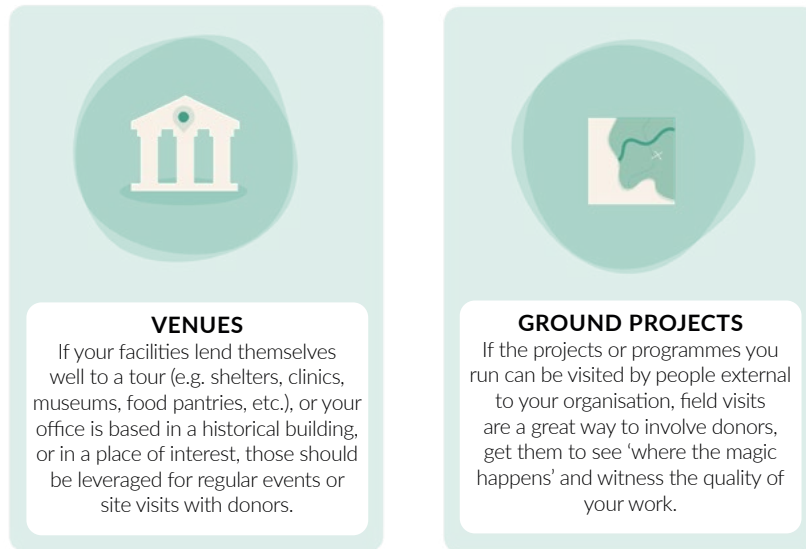 VENUES
If your facilities lend themselves
well to a tour (e.g. shelters, clinics,
museums, food pantries, etc.), or your
office is based in a historical building,
or in a place of interest, those should
be leveraged for regular events or
site visits with donors.
GROUND PROJECTS
If the projects or programmes you
run can be visited by people external
to your organisation, field visits
are a great way to involve donors,
get them to see ‘where the magic
happens’ and witness the quality of
your work.